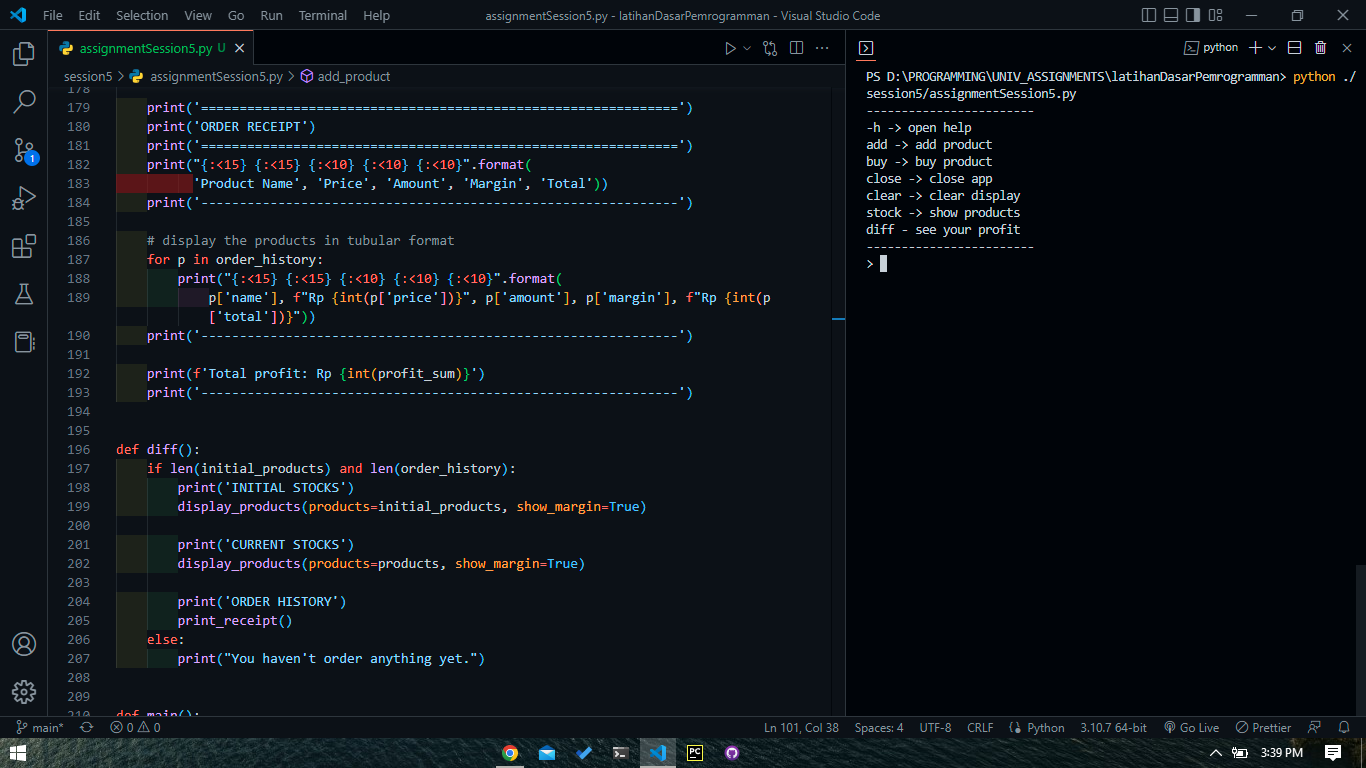 File Edit Selection View Go Run Terminal Help
assignmentSession5.py - latihanDasarPemrogramman - Visual Studio Code
assignmentSession5.py U
session5 > assignmentSession5.py > add_product
178
179 print('==============================================================')
180 print('ORDER RECEIPT')
181 print('==============================================================')
182 print("{:<15} {:<15} {:<10} {:<10} {:<10}".format(
183 'Product Name', 'Price', 'Amount', 'Margin', 'Total'))
184 print('--------------------------------------------------------------')
185
186 # display the products in tubular format
187 for p in order_history:
188 print("{:<15} {:<15} {:<10} {:<10} {:<10}".format(
189 p['name'], f"Rp {int(p['price'])}", p['amount'], p['margin'], f"Rp {int(p
['total'])}"))
190 print('--------------------------------------------------------------')
191
192 print(f'Total profit: Rp {int(profit_sum)}')
193 print('--------------------------------------------------------------')
194
195
196 def diff():
197 if len(initial_products) and len(order_history):
198 print('INITIAL STOCKS')
199 display_products(products=initial_products, show_margin=True)
200
201 print('CURRENT STOCKS')
202 display_products(products=products, show_margin=True)
203
204 print('ORDER HISTORY')
205 print_receipt()
206 else:
207 print("You haven't order anything yet.")
208
209
210 def main():
python
PS D:\PROGRAMMING\UNIV_ASSIGNMENTS\latihanDasarPemrogramman> python ./
session5/assignmentSession5.py
------------------------
-h -> open help
add -> add product
buy -> buy product
close -> close app
clear -> clear display
stock -> show products
diff - see your profit
------------------------
>
1
main* 0 0 Ln 101, Col 38 Spaces: 4 UTF-8 CRLF Python 3.10.7 64-bit Go Live Prettier
PC
3:39 PM